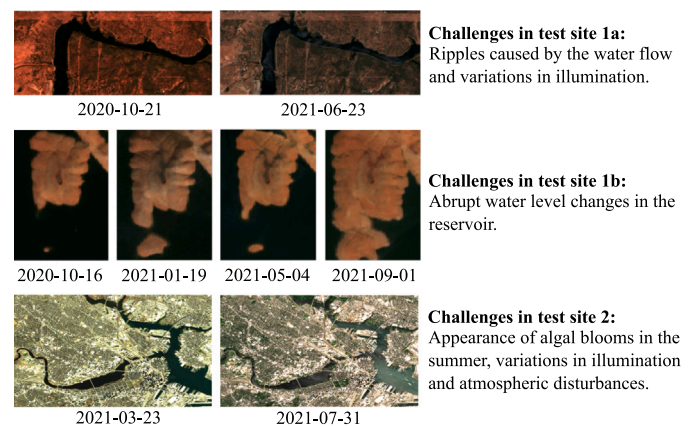 Challenges in test site 1a:
Ripples caused by the water flow
and variations in illumination.
2020-10-21 2021-06-23
Challenges in test site 1b:
Abrupt water level changes in the
reservoir.
2020-10-16 2021-01-19 2021-05-04 2021-09-01
Challenges in test site 2:
Appearance of algal blooms in the
summer, variations in illumination
and atmospheric disturbances.
2021-03-23 2021-07-31